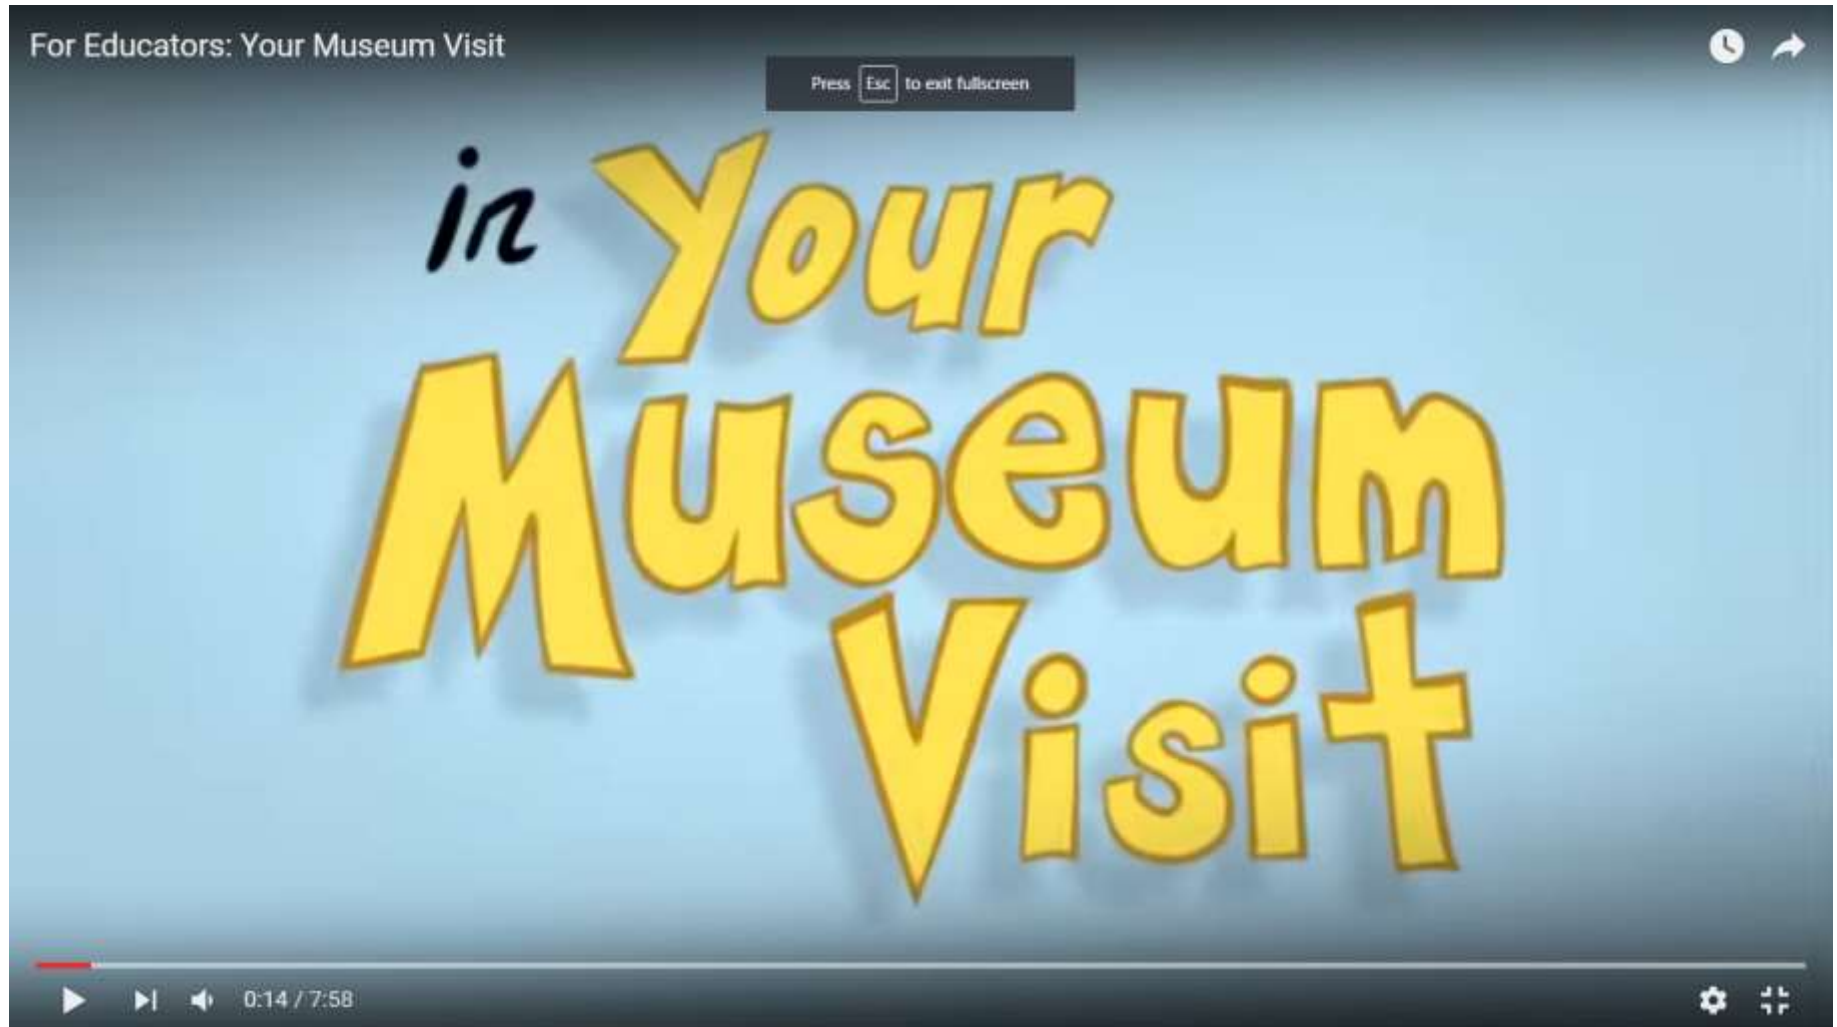 For Educators: Your Museum Visit
Press Esc to exit fullscreen
in Your
Museum
Visit
0:14 / 7:58